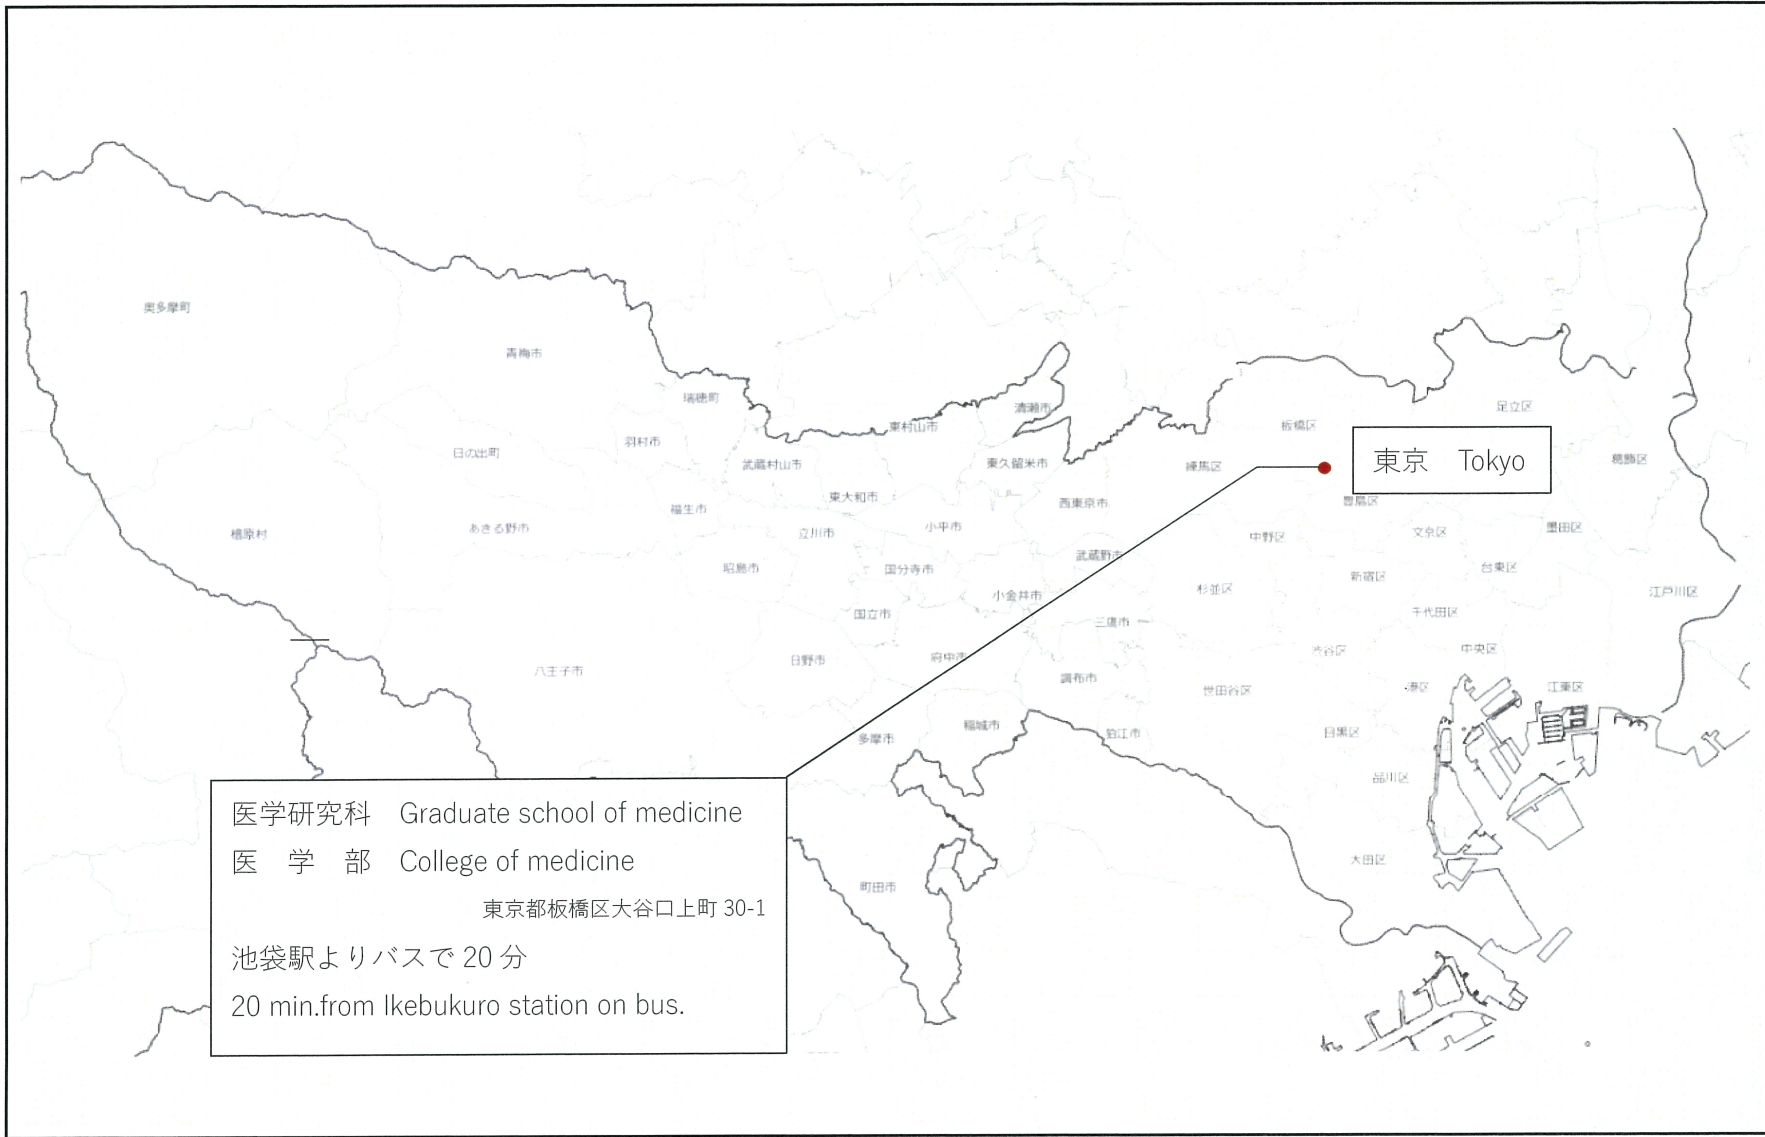 奥多摩町
青梅市
瑞穂町
清瀬市
足立区
東村山市
板橋区
羽村市
日の出町
武蔵村山市
東久留米市
練馬区
東京 Tokyo
葛飾区
東大和市
西東京市
豊島区
福生市
あきる野市
檜原村
立川市
小平市
中野区
文京区
墨田区
昭島市
国分寺市
武蔵野市
新宿区
台東区
小金井市
杉並区
江戸川区
国立市
三鷹市
千代田区
八王子市
日野市
府中市
渋谷区
中央区
調布市
世田谷区
港区
江東区
多摩市
稲城市
狛江市
目黒区
品川区
大田区
町田市
医学研究科 Graduate school of medicine
医 学 部 College of medicine
東京都板橋区大谷口上町 30-1
池袋駅よりバスで 20 分
20 min.from Ikebukuro station on bus.